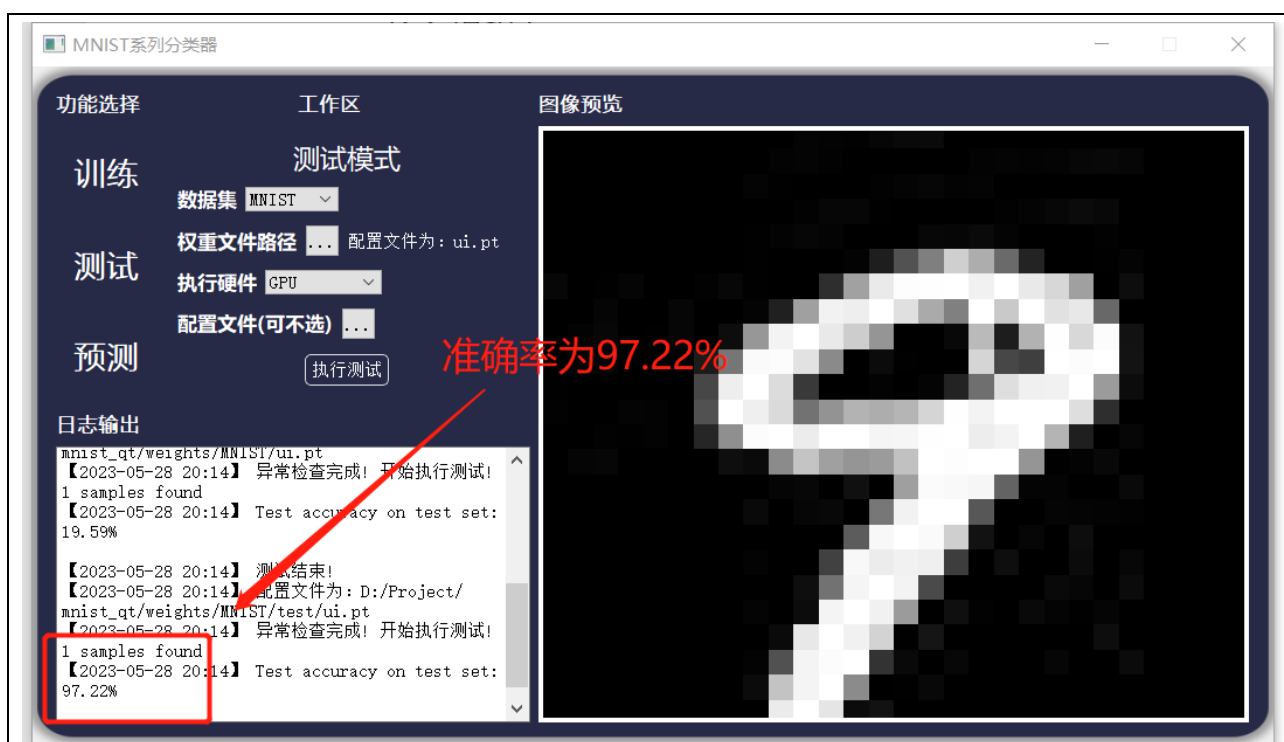 MNIST系列分类器
功能选择
工作区
图像预览
训练
测试
预测
测试模式
数据集 MNIST
权重文件路径 ... 配置文件为：ui.pt
执行硬件 GPU
配置文件(可不选) ...
执行测试
准确率为97.22%
日志输出
mnist_qt/weights/MNIST/ui.pt
【2023-05-28 20:14】 异常检查完成！开始执行测试！
1 samples found
【2023-05-28 20:14】 Test accuracy on test set:
19.59%
【2023-05-28 20:14】 测试结束！
【2023-05-28 20:14】 配置文件为：D:/Project/
mnist_qt/weights/MNIST/test/ui.pt
【2023-05-28 20:14】 异常检查完成！开始执行测试！
1 samples found
【2023-05-28 20:14】 Test accuracy on test set:
97.22%